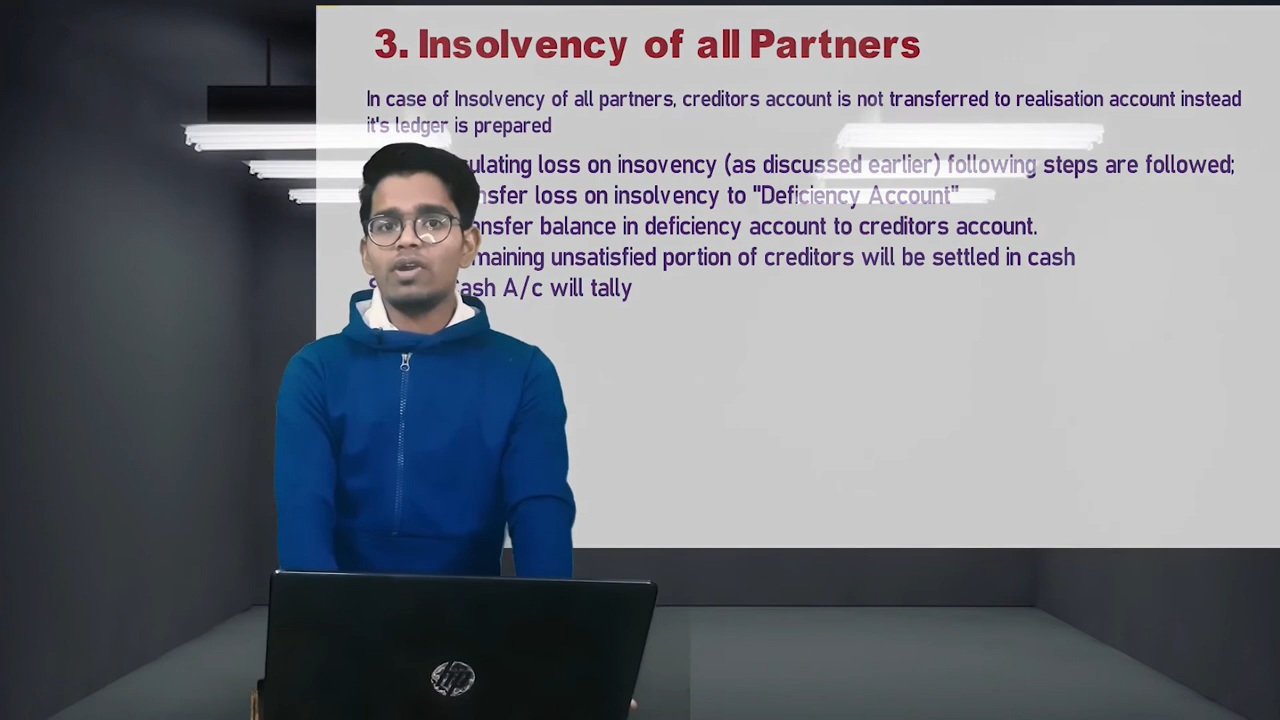 3. Insolvency of all Partners
In case of Insolvency of all partners, creditors account is not transferred to realisation account instead
it's ledger is prepared
ulating loss on insovency (as discussed earlier) following steps are followed;
nsfer loss on insolvency to "Deficiency Account"
nsfer balance in deficiency account to creditors account.
maining unsatisfied portion of creditors will be settled in cash
ash A/c will tally
hp